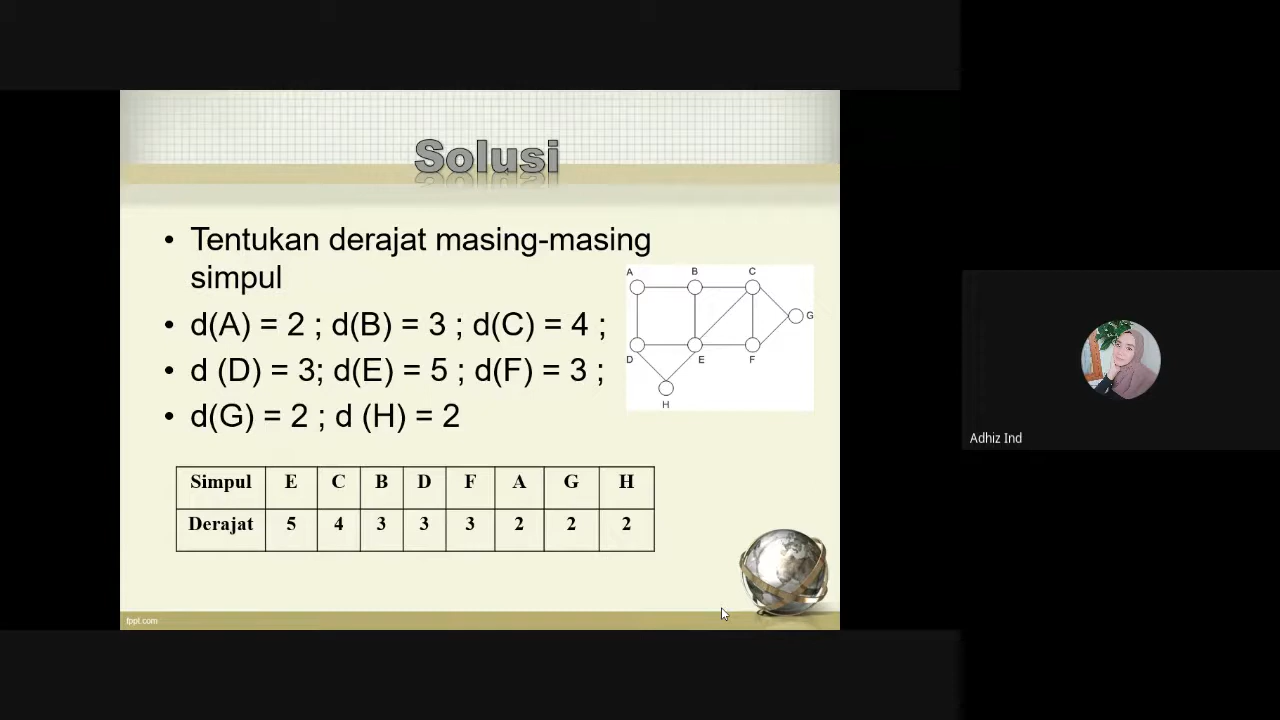 Solusi
• Tentukan derajat masing-masing
simpul
• d(A) = 2 ; d(B) = 3 ; d(C) = 4 ;
• d (D) = 3; d(E) = 5 ; d(F) = 3 ;
• d(G) = 2 ; d (H) = 2
A B C
G
D E F
H
Simpul E C B D F A G H
Derajat 5 4 3 3 3 2 2 2
fppt.com
Adhiz Ind